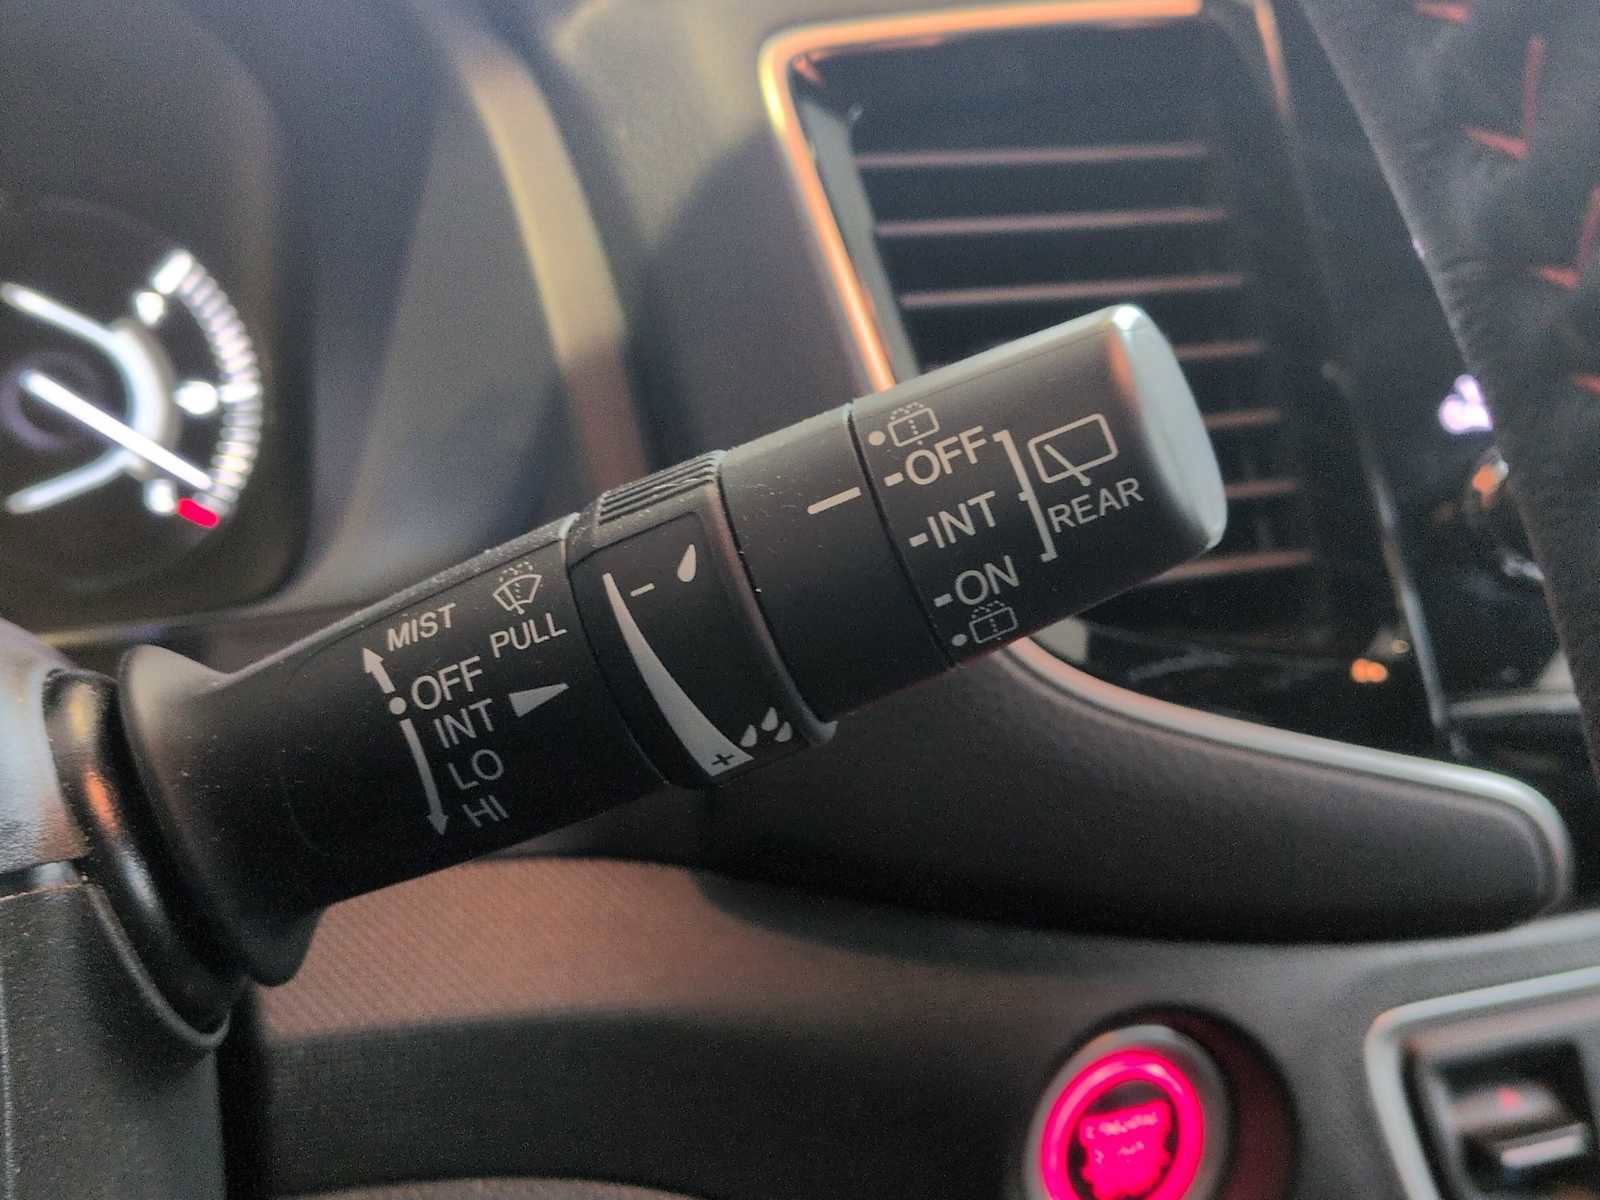 MIST
PULL
OFF
INT
LO
HI
-
+
-OFF
-INT
-ON
REAR